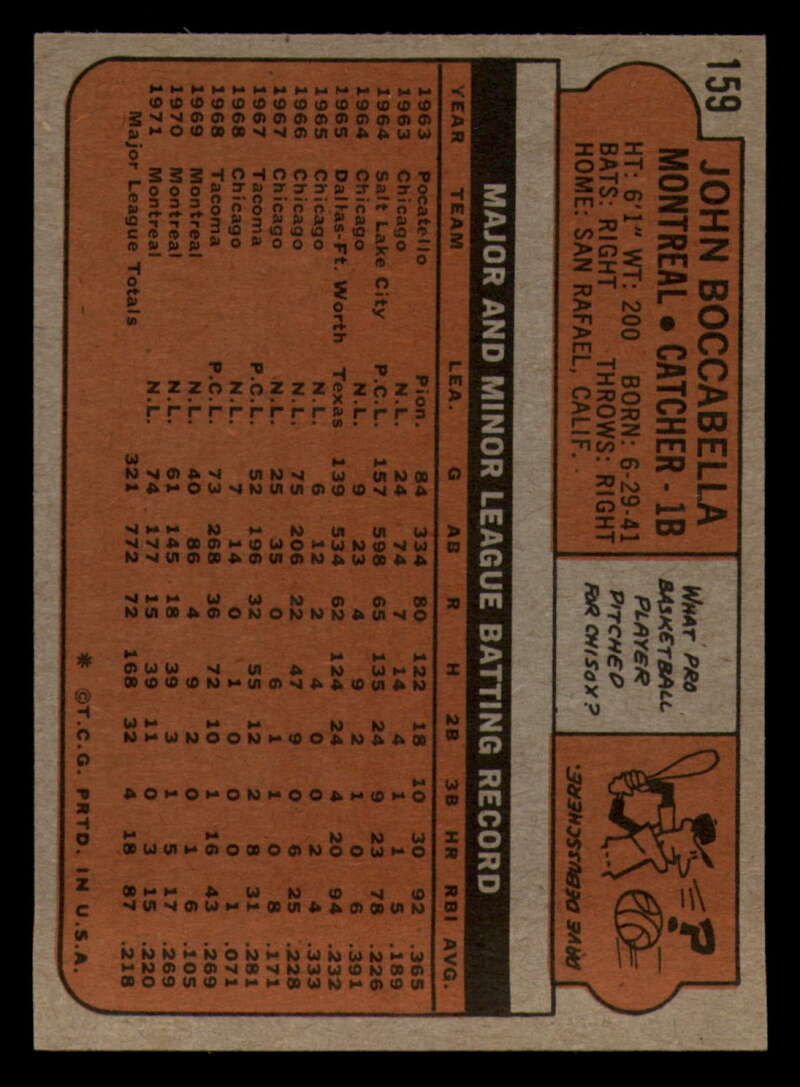 159
JOHN BOCCABELLA
MONTREAL • CATCHER - 1B
HT: 6'1" WT: 200 BORN: 6-29-41
BATS: RIGHT THROWS: RIGHT
HOME: SAN RAFAEL, CALIF.
WHAT PRO
BASKETBALL
PLAYER
PITCHED
FOR CHISOX?
?
DAVE DEBUSSCHERE.
MAJOR AND MINOR LEAGUE BATTING RECORD
YEAR TEAM LEA. G AB R H 2B 3B HR RBI AVG.
1963 Pocatello Pion. 84 334 80 122 18 10 30 92 .365
1963 Chicago N.L. 24 74 7 14 4 1 1 5 .189
1964 Salt Lake City P.C.L. 157 598 65 135 24 9 23 78 .226
1964 Chicago N.L. 9 23 4 9 2 1 0 6 .391
1965 Dallas-Ft. Worth Texas 139 534 62 124 24 4 20 94 .232
1965 Chicago N.L. 6 12 2 4 0 0 2 4 .333
1966 Chicago N.L. 75 206 22 47 9 0 6 25 .228
1967 Chicago N.L. 25 35 0 6 1 1 0 8 .171
1967 Tacoma P.C.L. 52 196 32 55 12 2 8 31 .281
1968 Chicago N.L. 7 14 0 1 0 0 0 1 .071
1968 Tacoma P.C.L. 73 268 36 72 10 1 16 43 .269
1969 Montreal N.L. 40 86 4 9 2 0 1 6 .105
1970 Montreal N.L. 61 145 18 39 3 1 5 17 .269
1971 Montreal N.L. 74 177 15 39 11 0 3 15 .220
Major League Totals 321 772 72 168 32 4 18 87 .218
* ©T.C.G. PRTD. IN U.S.A.